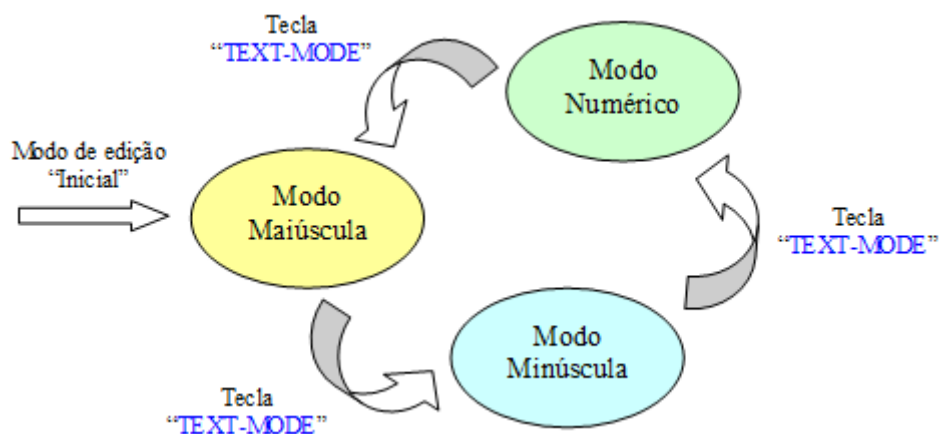 Tecla
“TEXT-MODE”
Modo
Numérico
Modo de edição
“Inicial”
Modo
Maiúscula
Tecla
“TEXT-MODE”
Modo
Minúscula
Tecla
“TEXT-MODE”